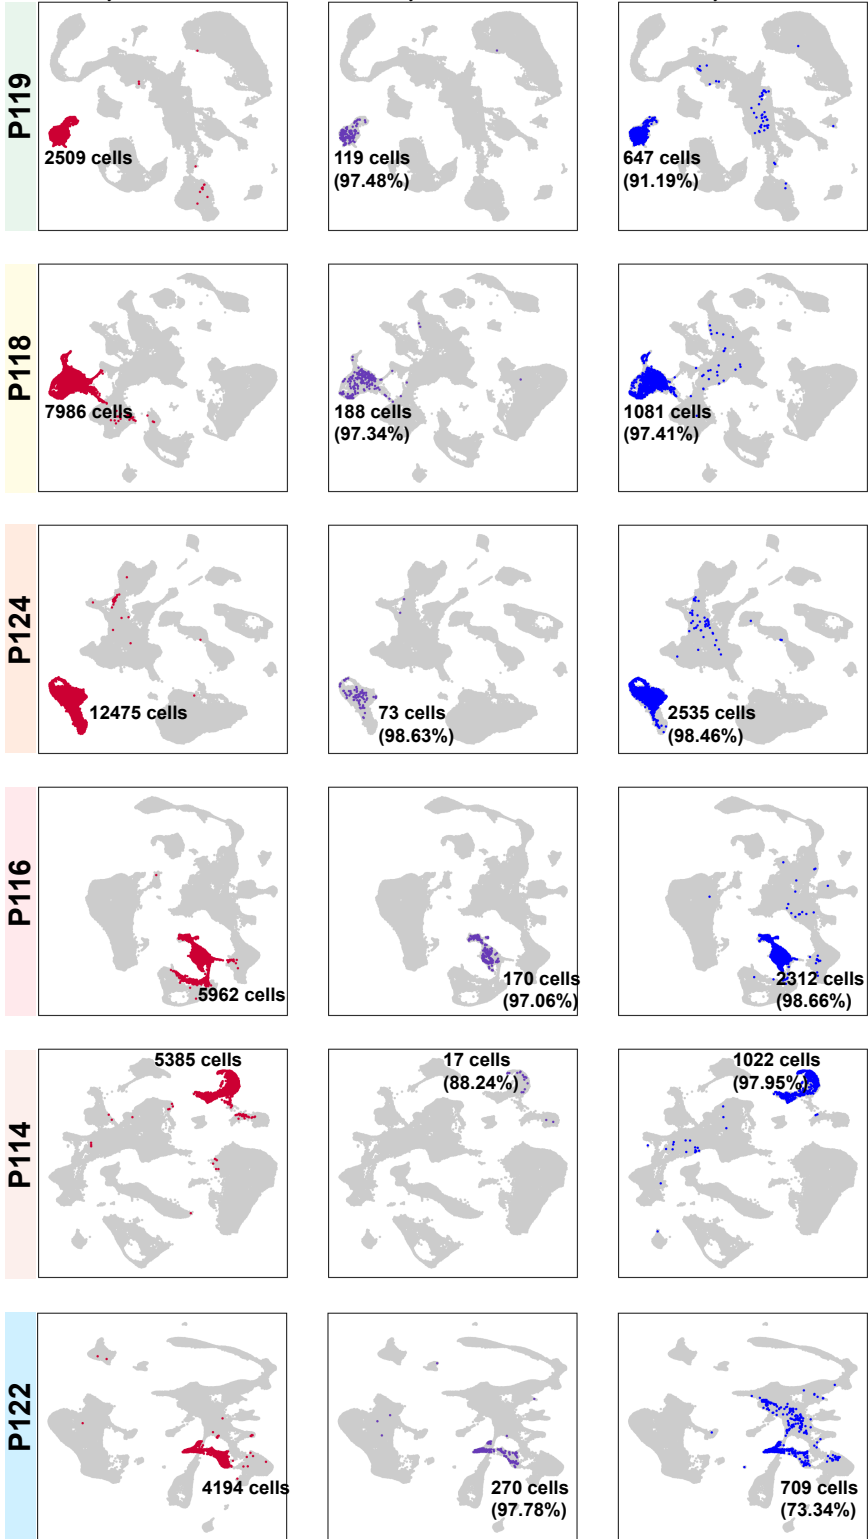 P119
2509 cells
119 cells
(97.48%)
647 cells
(91.19%)
P118
7986 cells
188 cells
(97.34%)
1081 cells
(97.41%)
P124
12475 cells
73 cells
(98.63%)
2535 cells
(98.46%)
P116
5962 cells
170 cells
(97.06%)
2312 cells
(98.66%)
P114
5385 cells
17 cells
(88.24%)
1022 cells
(97.95%)
P122
4194 cells
270 cells
(97.78%)
709 cells
(73.34%)